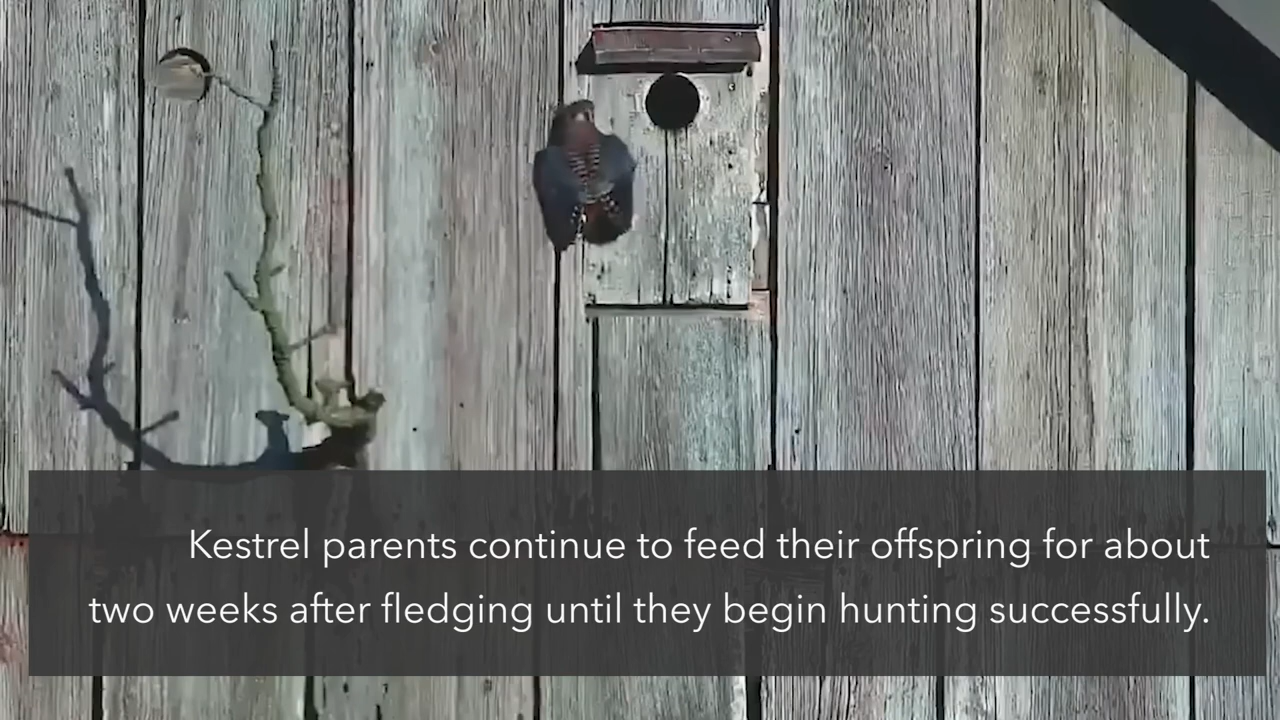 Kestrel parents continue to feed their offspring for about
two weeks after fledging until they begin hunting successfully.